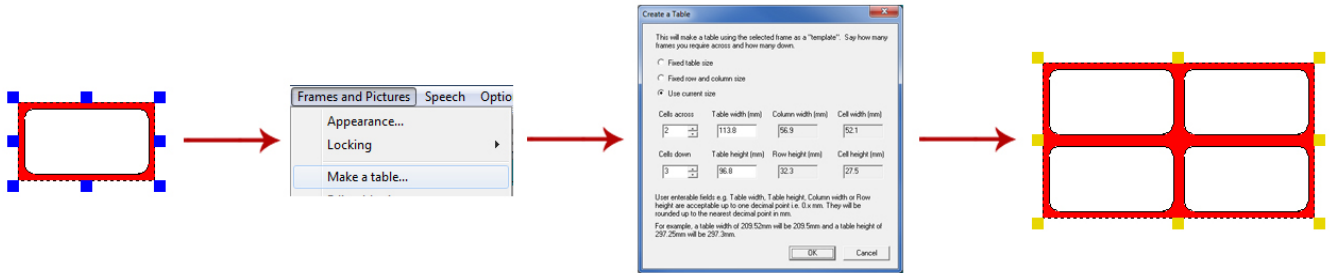 Frames and Pictures Speech Optio
Appearance...
Locking
Make a table...
Create a Table
This will make a table using the selected frame as a "template". Say how many
frames you require across and how many down.
Fixed table size
Fixed row and column size
Use current size
Cells across Table width (mm) Column width (mm) Cell width (mm)
2 113.8 56.9 52.1
Cells down Table height (mm) Row height (mm) Cell height (mm)
3 96.8 32.3 27.5
User enterable fields e.g. Table width, Table height, Column width or Row
height are acceptable up to one decimal point i.e. 0.x mm. They will be
rounded up to the nearest decimal point in mm.
For example, a table width of 209.52mm will be 209.5mm and a table height of
297.25mm will be 297.3mm.
OK Cancel